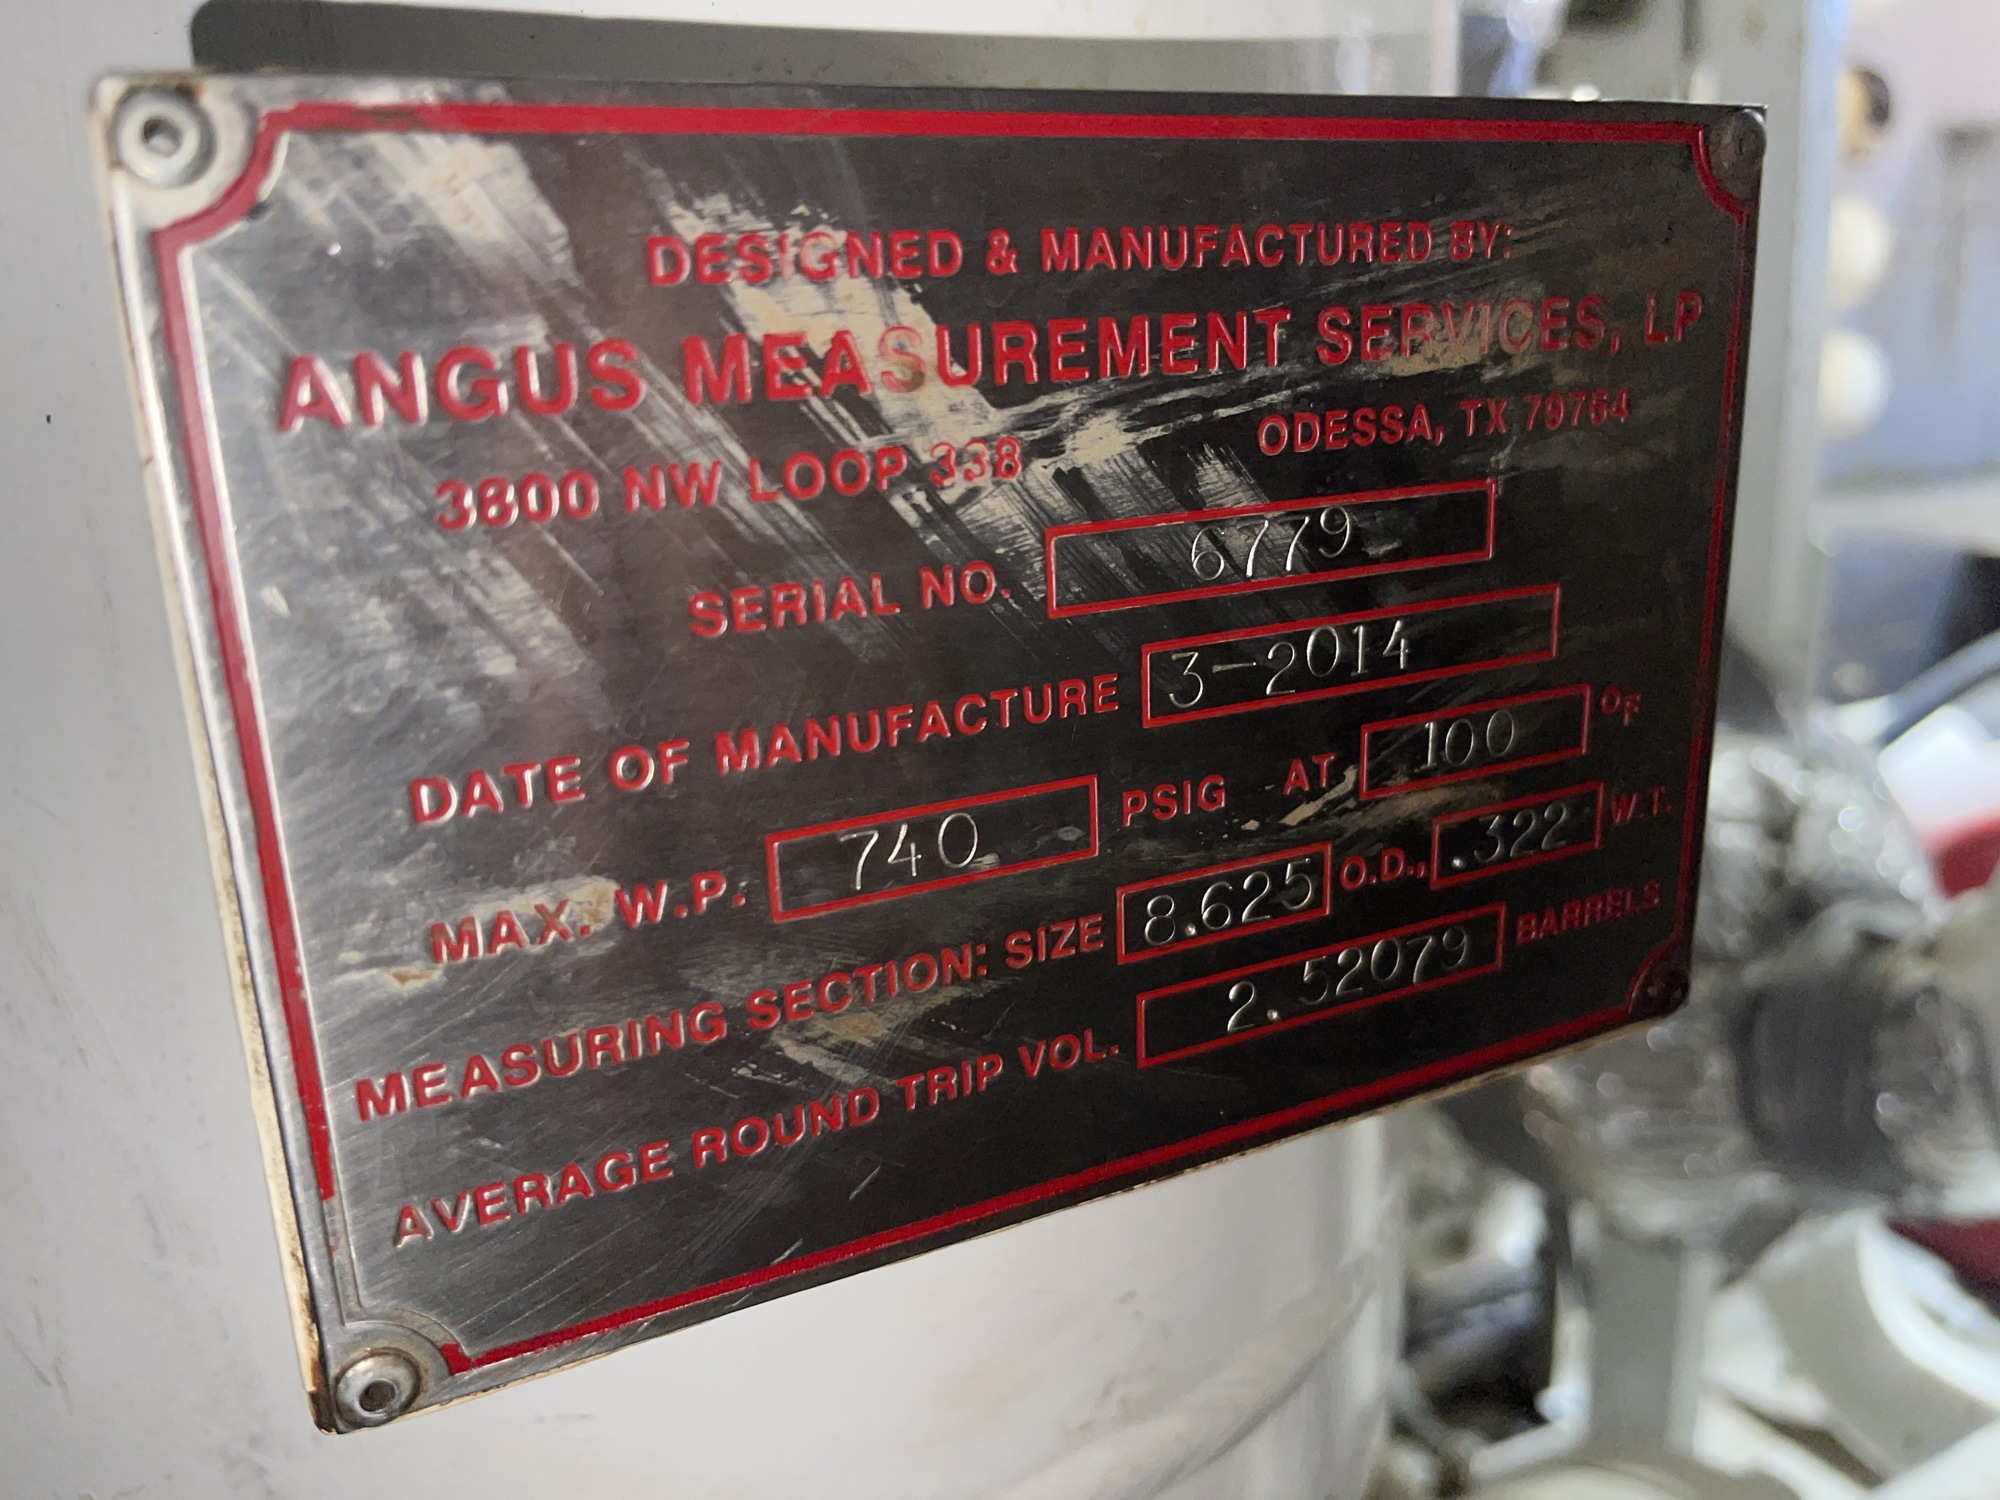 DESIGNED & MANUFACTURED BY:
ANGUS MEASUREMENT SERVICES, LP
3800 NW LOOP 338 ODESSA, TX 79764
SERIAL NO. 6779
DATE OF MANUFACTURE 3-2014
MAX. W.P. 740 PSIG AT 100 °F
MEASURING SECTION: SIZE 8.625 O.D., .322 W.T.
AVERAGE ROUND TRIP VOL. 2.52079 BARRELS